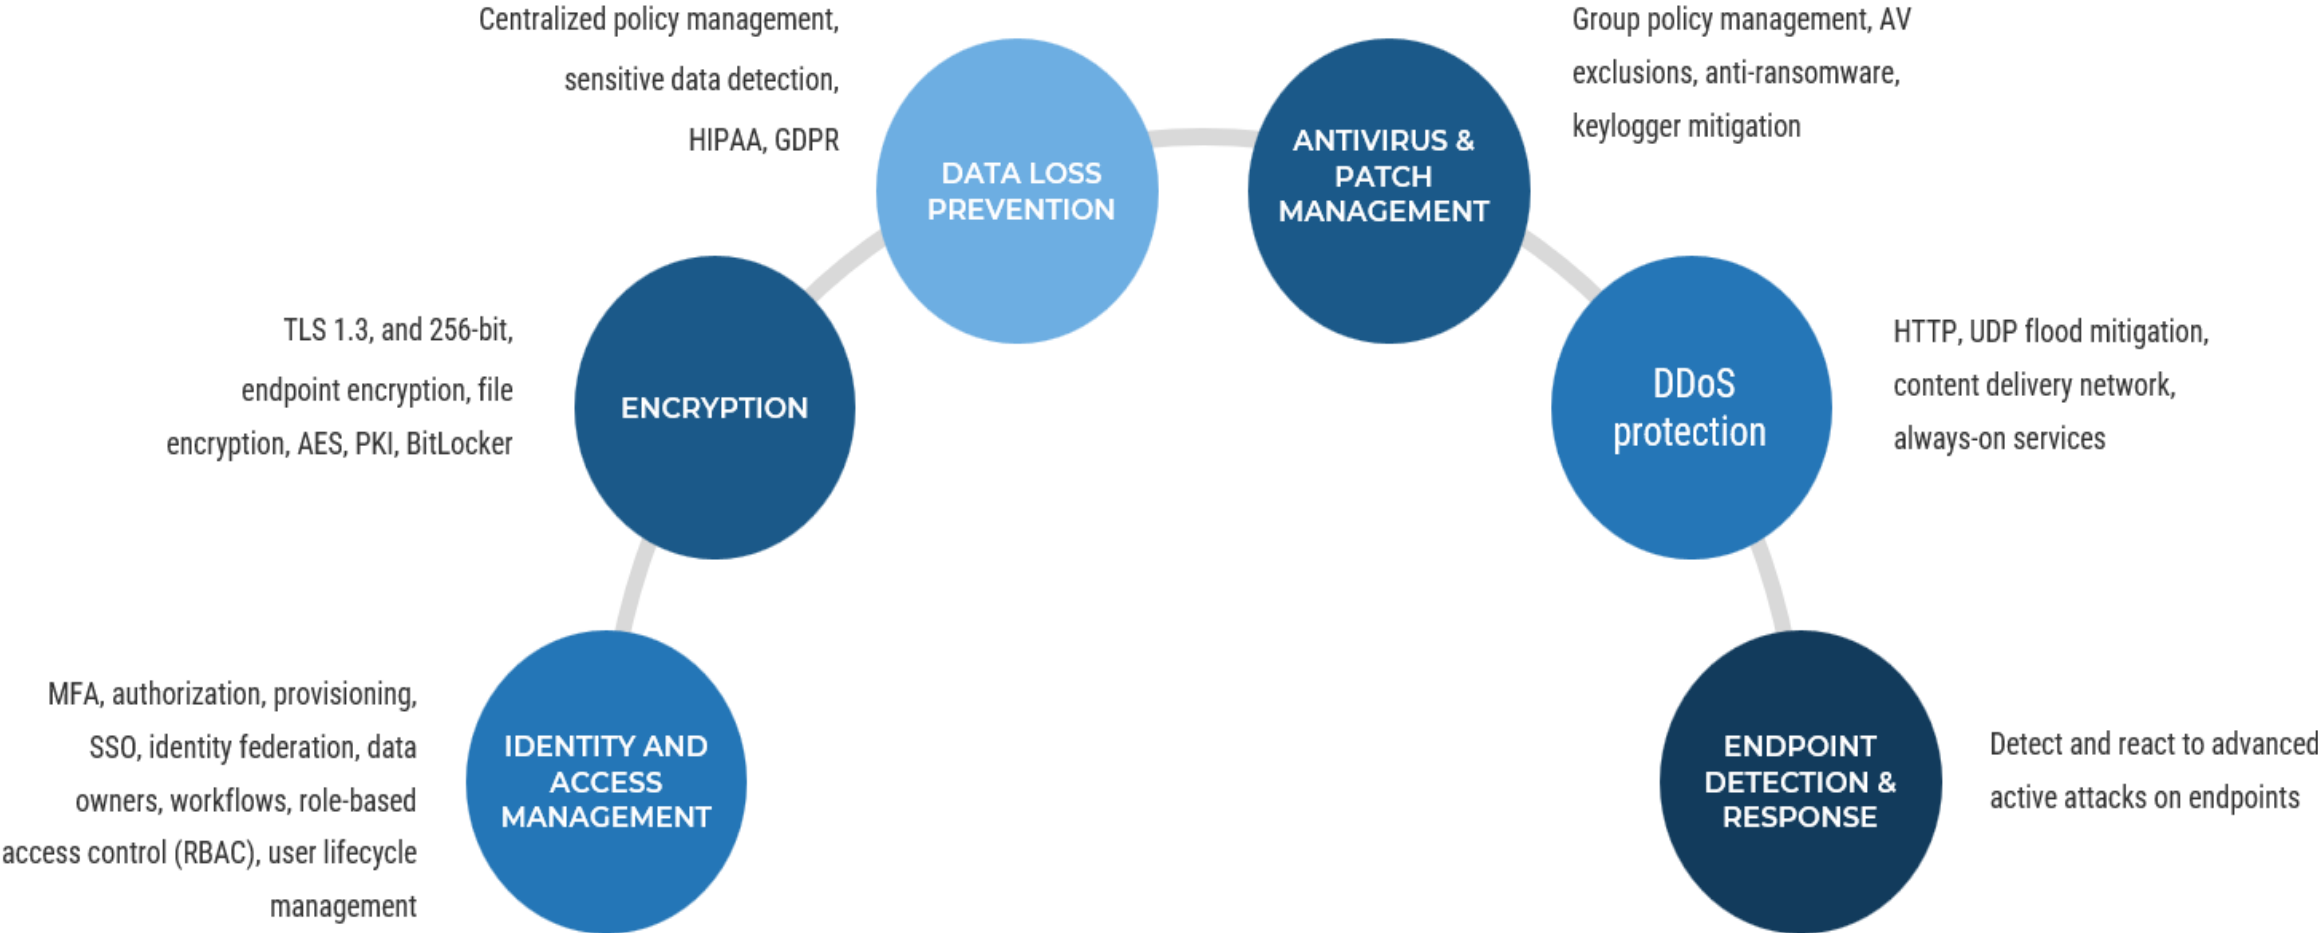 Centralized policy management,
sensitive data detection,
HIPAA, GDPR
DATA LOSS
PREVENTION
ANTIVIRUS &
PATCH
MANAGEMENT
Group policy management, AV
exclusions, anti-ransomware,
keylogger mitigation
TLS 1.3, and 256-bit,
endpoint encryption, file
encryption, AES, PKI, BitLocker
ENCRYPTION
DDoS
protection
HTTP, UDP flood mitigation,
content delivery network,
always-on services
MFA, authorization, provisioning,
SSO, identity federation, data
owners, workflows, role-based
access control (RBAC), user lifecycle
management
IDENTITY AND
ACCESS
MANAGEMENT
ENDPOINT
DETECTION &
RESPONSE
Detect and react to advanced
active attacks on endpoints